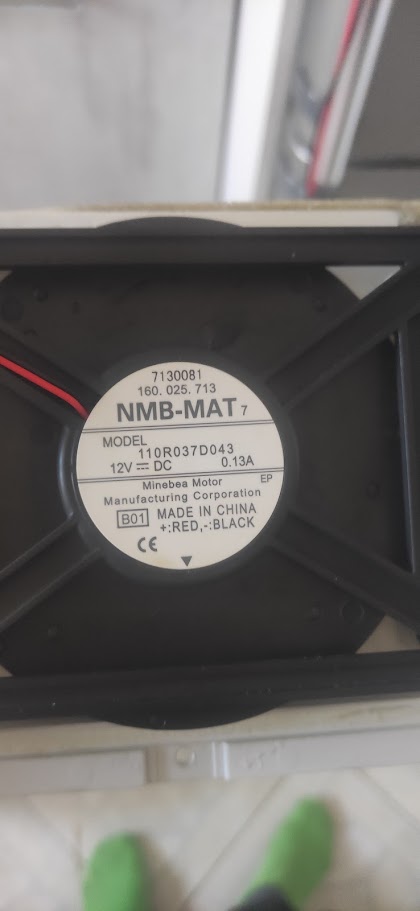 7130081
160. 025. 713
NMB-MAT 7
MODEL
110R037D043
12V ⎓ DC 0.13A
Minebea Motor EP
Manufacturing Corporation
B01 MADE IN CHINA
+:RED,-:BLACK
CE